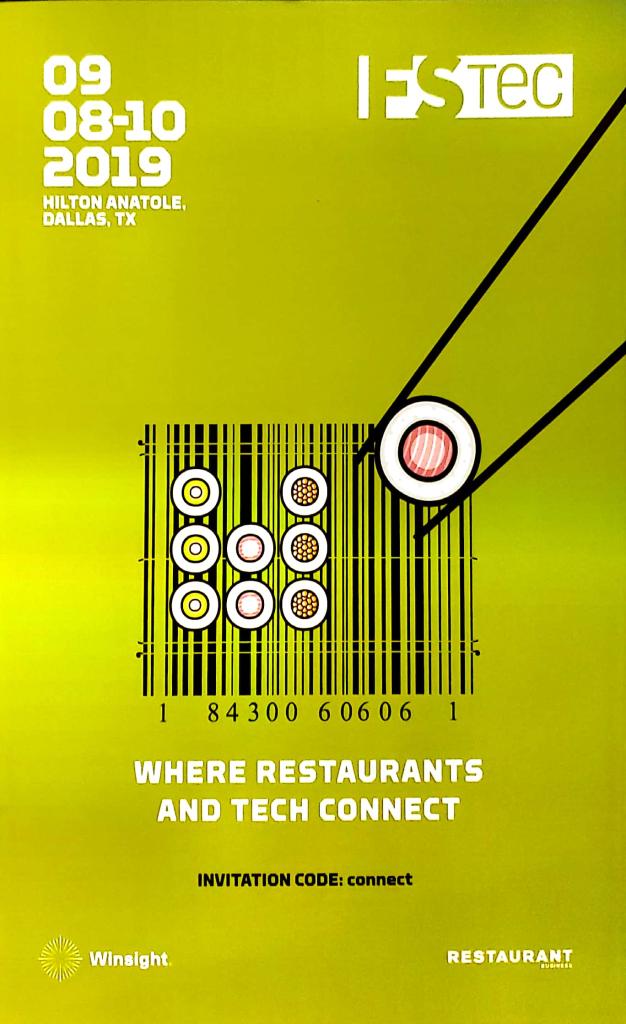 09
08-10
2019
HILTON ANATOLE,
DALLAS, TX
FSTEC
1 84300 60606 1
WHERE RESTAURANTS
AND TECH CONNECT
INVITATION CODE: connect
Winsight
RESTAURANT
BUSINESS